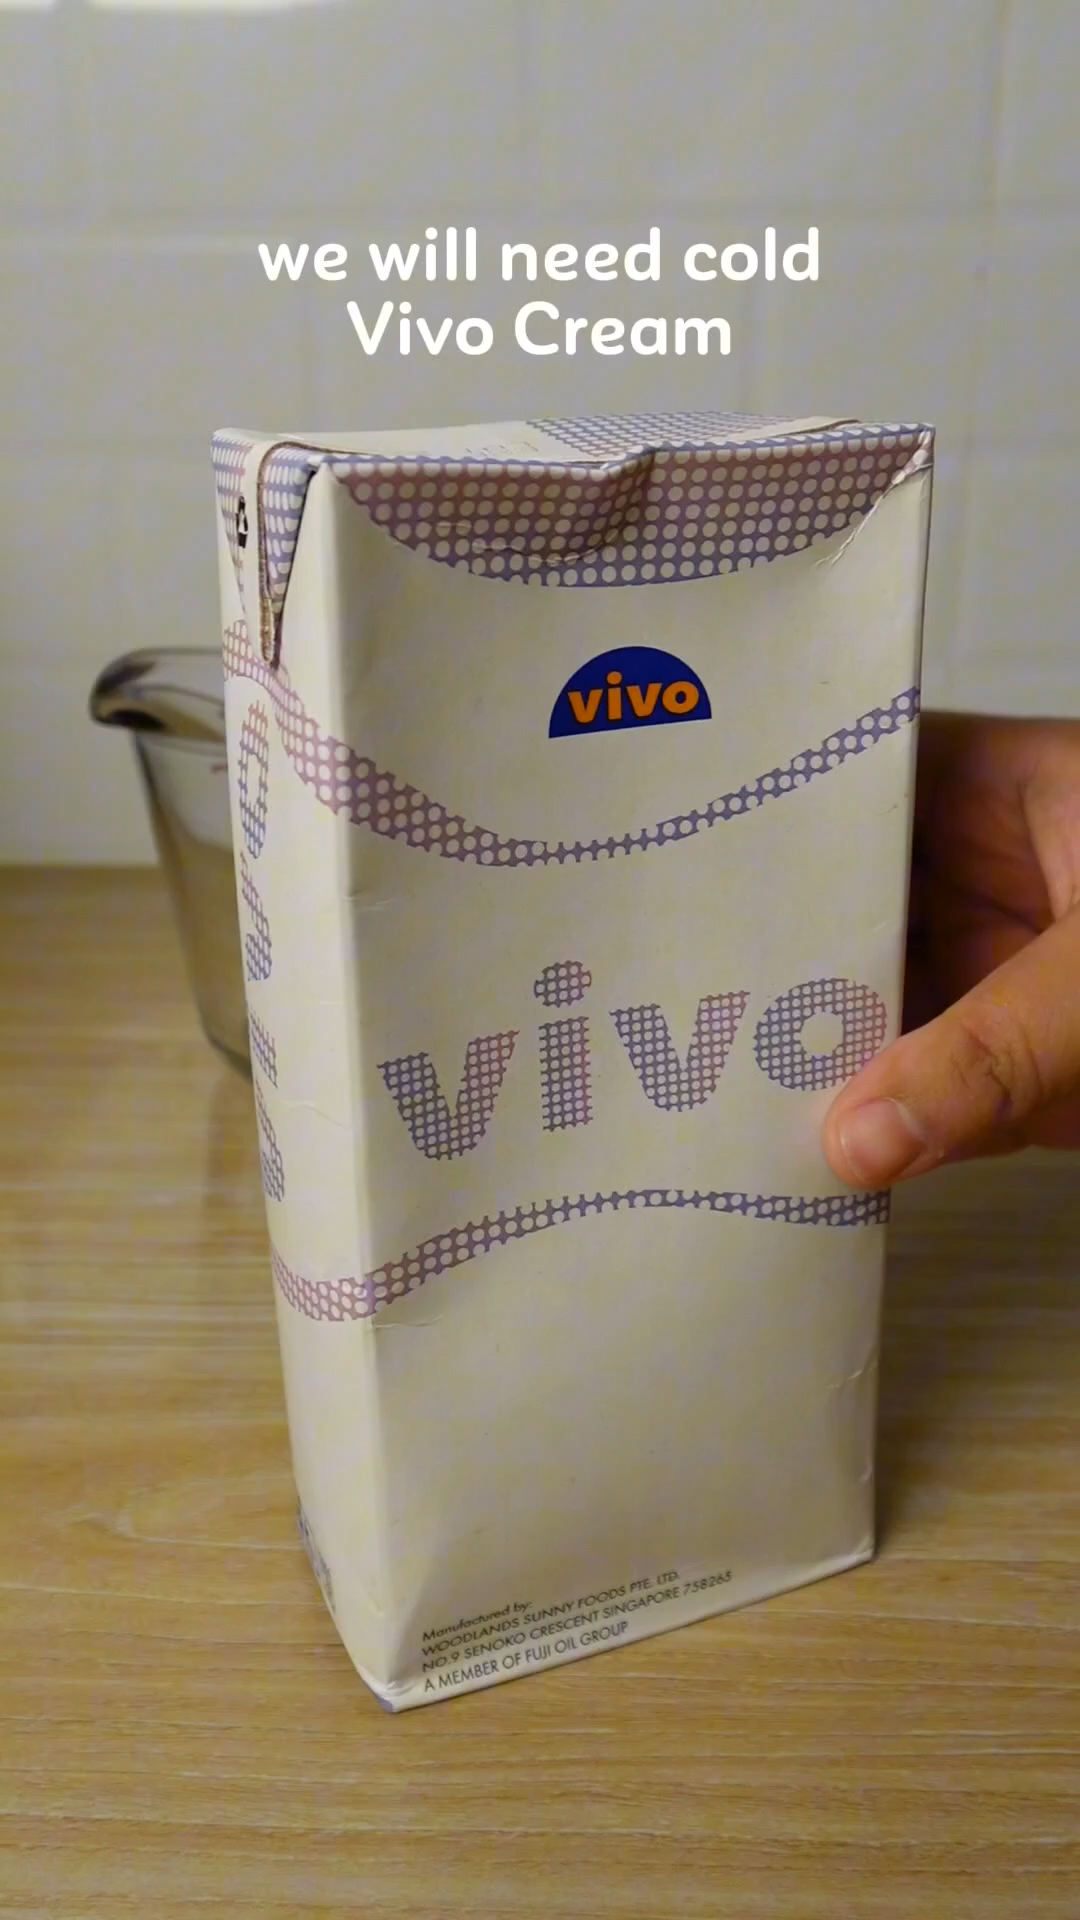 we will need cold
Vivo Cream
vivo
vivo
Manufactured by:
WOODLANDS SUNNY FOODS PTE. LTD.
NO.9 SENOKO CRESCENT SINGAPORE 758265
A MEMBER OF FUJI OIL GROUP